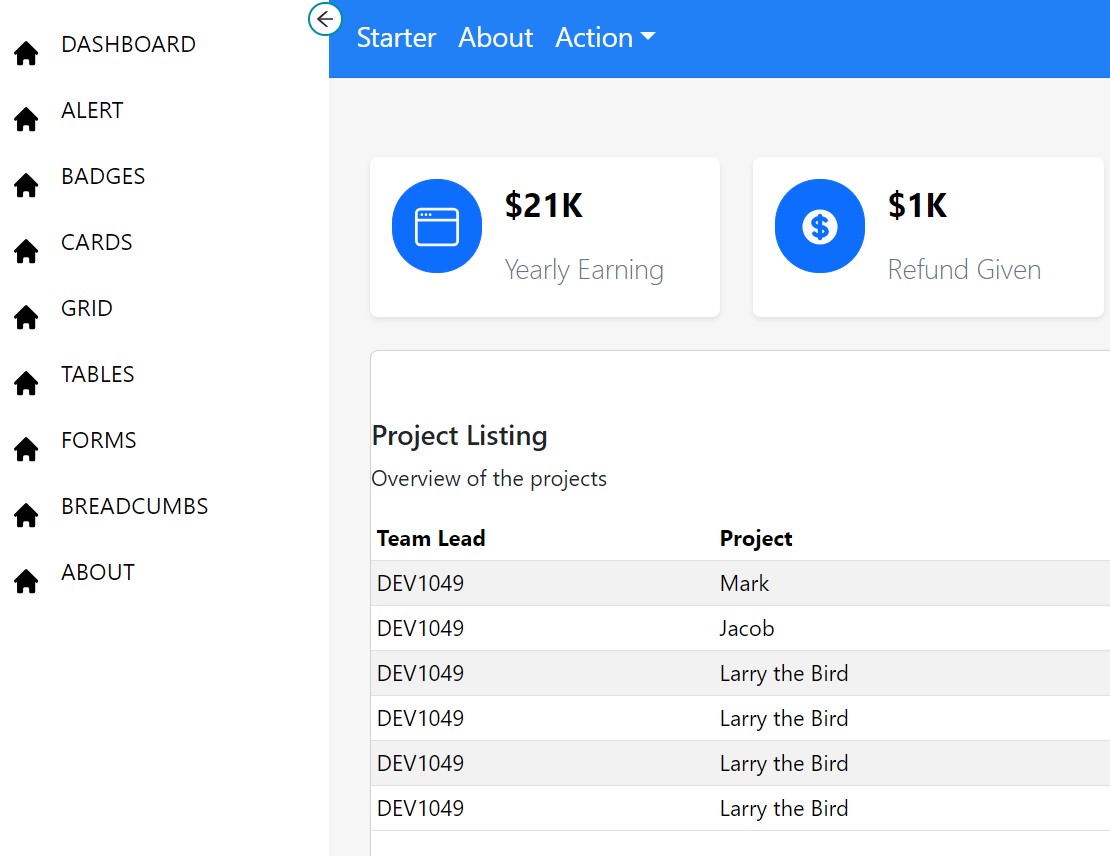 DASHBOARD
ALERT
BADGES
CARDS
GRID
TABLES
FORMS
BREADCUMBS
ABOUT
Starter About Action
$21K
Yearly Earning
$1K
Refund Given
Project Listing
Overview of the projects
Team Lead Project
DEV1049 Mark
DEV1049 Jacob
DEV1049 Larry the Bird
DEV1049 Larry the Bird
DEV1049 Larry the Bird
DEV1049 Larry the Bird